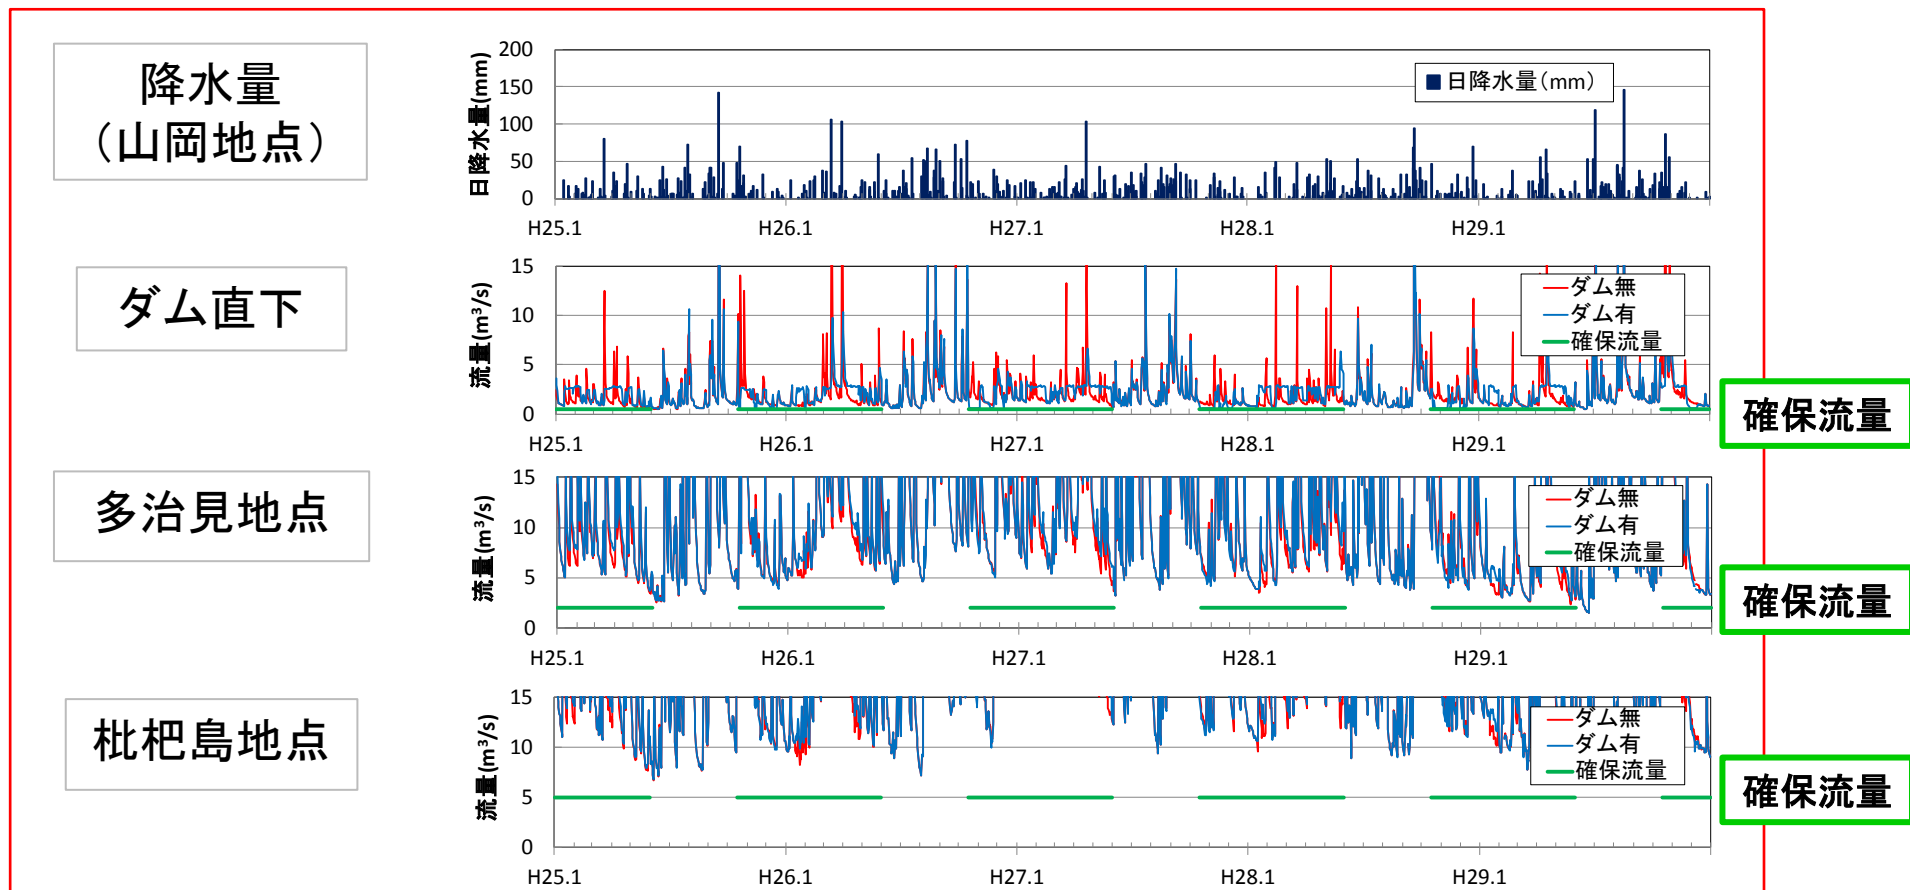 降水量
（山岡地点）
日降水量(mm)
200
150
100
50
0
日降水量（mm）
H25.1 H26.1 H27.1 H28.1 H29.1
ダム直下
流量(m³/s)
15
10
5
0
ダム無
ダム有
確保流量
H25.1 H26.1 H27.1 H28.1 H29.1
確保流量
多治見地点
流量(m³/s)
15
10
5
0
ダム無
ダム有
確保流量
H25.1 H26.1 H27.1 H28.1 H29.1
確保流量
枇杷島地点
流量(m³/s)
15
10
5
0
ダム無
ダム有
確保流量
H25.1 H26.1 H27.1 H28.1 H29.1
確保流量